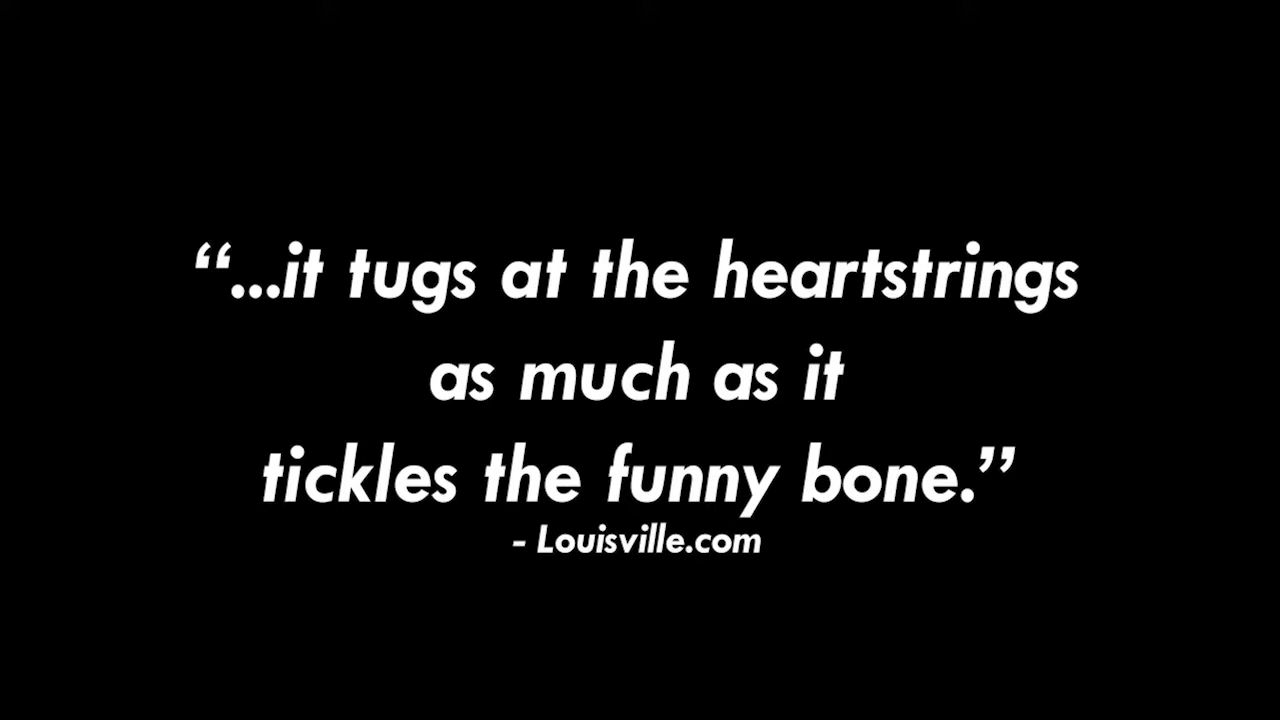 “...it tugs at the heartstrings
as much as it
tickles the funny bone.”
- Louisville.com